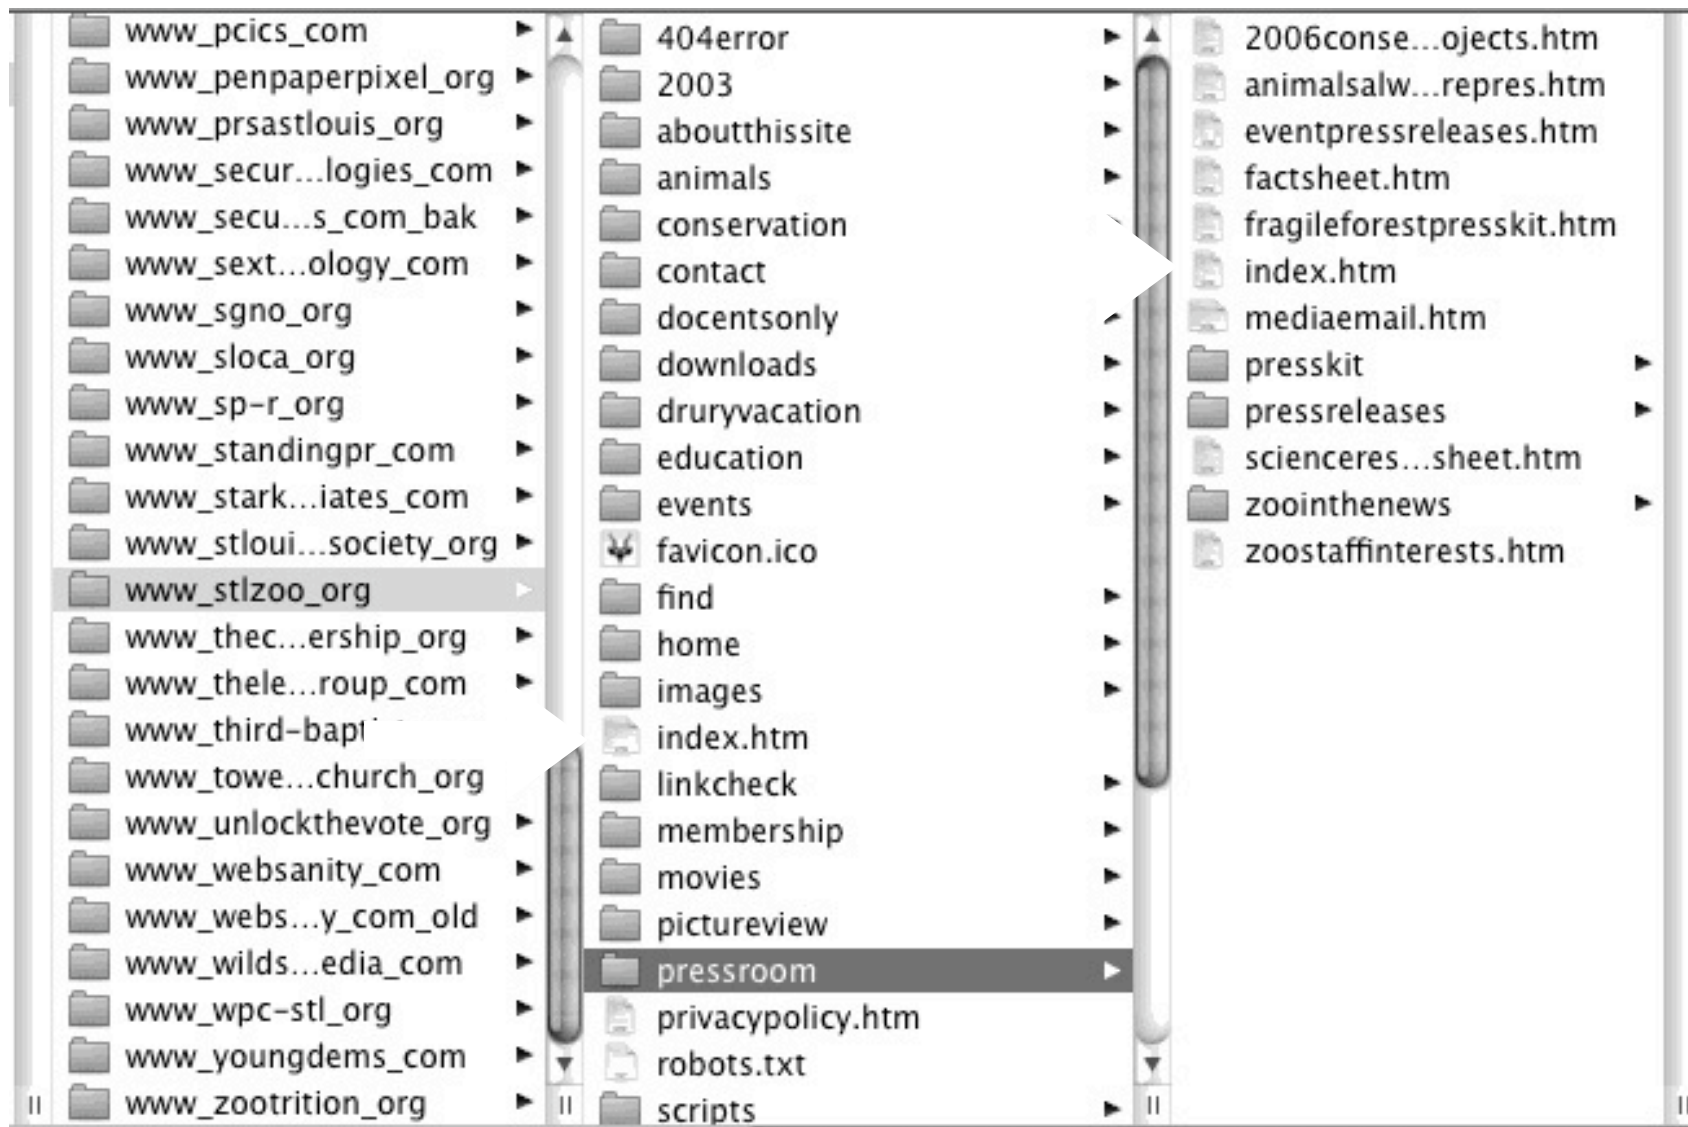 www_pcics_com
www_penpaperpixel_org
www_prsastlouis_org
www_secur...logies_com
www_secu...s_com_bak
www_sext...ology_com
www_sgno_org
www_sloca_org
www_sp-r_org
www_standingpr_com
www_stark...iates_com
www_stloui...society_org
www_stlzoo_org
www_thec...ership_org
www_thele...roup_com
www_third-bapt
www_towe...church_org
www_unlockthevote_org
www_websanity_com
www_webs...y_com_old
www_wilds...edia_com
www_wpc-stl_org
www_youngdems_com
www_zootrition_org
404error
2003
aboutthissite
animals
conservation
contact
docentsonly
downloads
druryvacation
education
events
favicon.ico
find
home
images
index.htm
linkcheck
membership
movies
pictureview
pressroom
privacypolicy.htm
robots.txt
scripts
2006conse...ojects.htm
animalsalw...repres.htm
eventpressreleases.htm
factsheet.htm
fragileforestpresskit.htm
index.htm
mediaemail.htm
presskit
pressreleases
scienceres...sheet.htm
zoointhenews
zoostaffinterests.htm